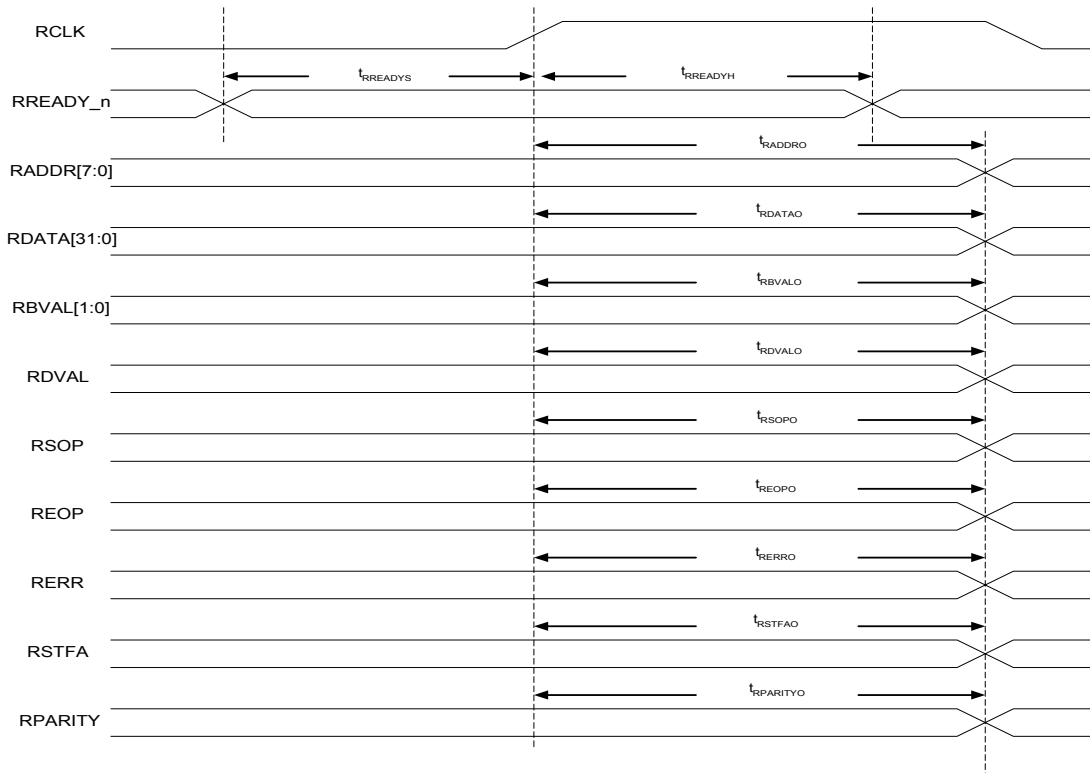 RCLK
tRREADYS tRREADYH
RREADY_n
tRADDRO
RADDR[7:0]
tRDATAO
RDATA[31:0]
tRBVALO
RBVAL[1:0]
tRDVALO
RDVAL
tRSOPO
RSOP
tREOPO
REOP
tRERRO
RERR
tRSTFAO
RSTFA
tRPARITYO
RPARITY